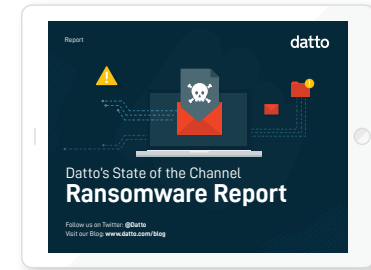 Report
datto
Datto's State of the Channel
Ransomware Report
Follow us on Twitter: @Datto
Visit our Blog: www.datto.com/blog